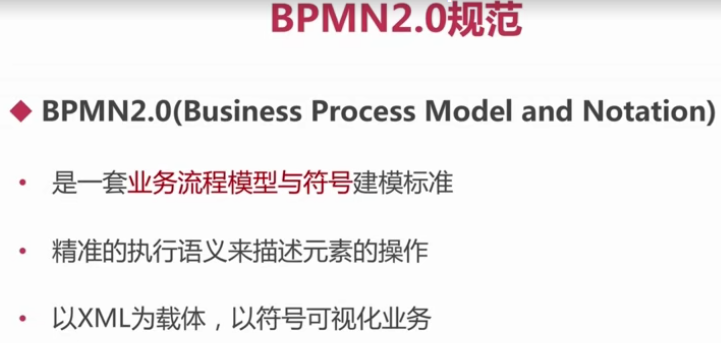 BPMN2.0规范
◆ BPMN2.0(Business Process Model and Notation)
• 是一套业务流程模型与符号建模标准
• 精准的执行语义来描述元素的操作
• 以XML为载体，以符号可视化业务